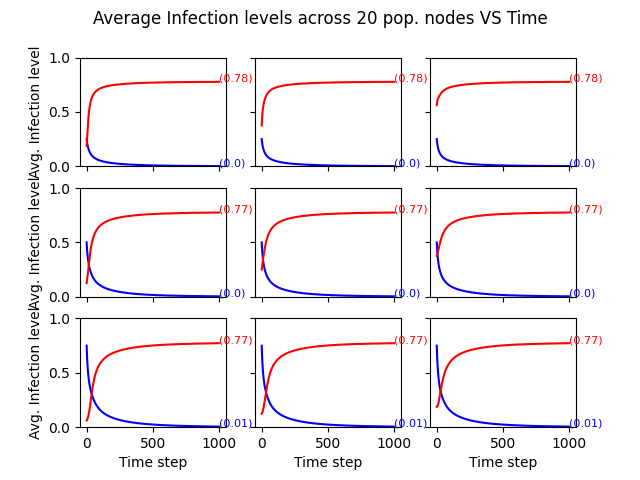 Average Infection levels across 20 pop. nodes VS Time
Avg. Infection level
1.0
0.5
0.0
(0.78)
(0.0)
(0.78)
(0.0)
(0.78)
(0.0)
Avg. Infection level
1.0
0.5
0.0
(0.77)
(0.0)
(0.77)
(0.0)
(0.77)
(0.0)
Avg. Infection level
1.0
0.5
0.0
(0.77)
(0.01)
(0.77)
(0.01)
(0.77)
(0.01)
0 500 1000
0 500 1000
0 500 1000
Time step
Time step
Time step